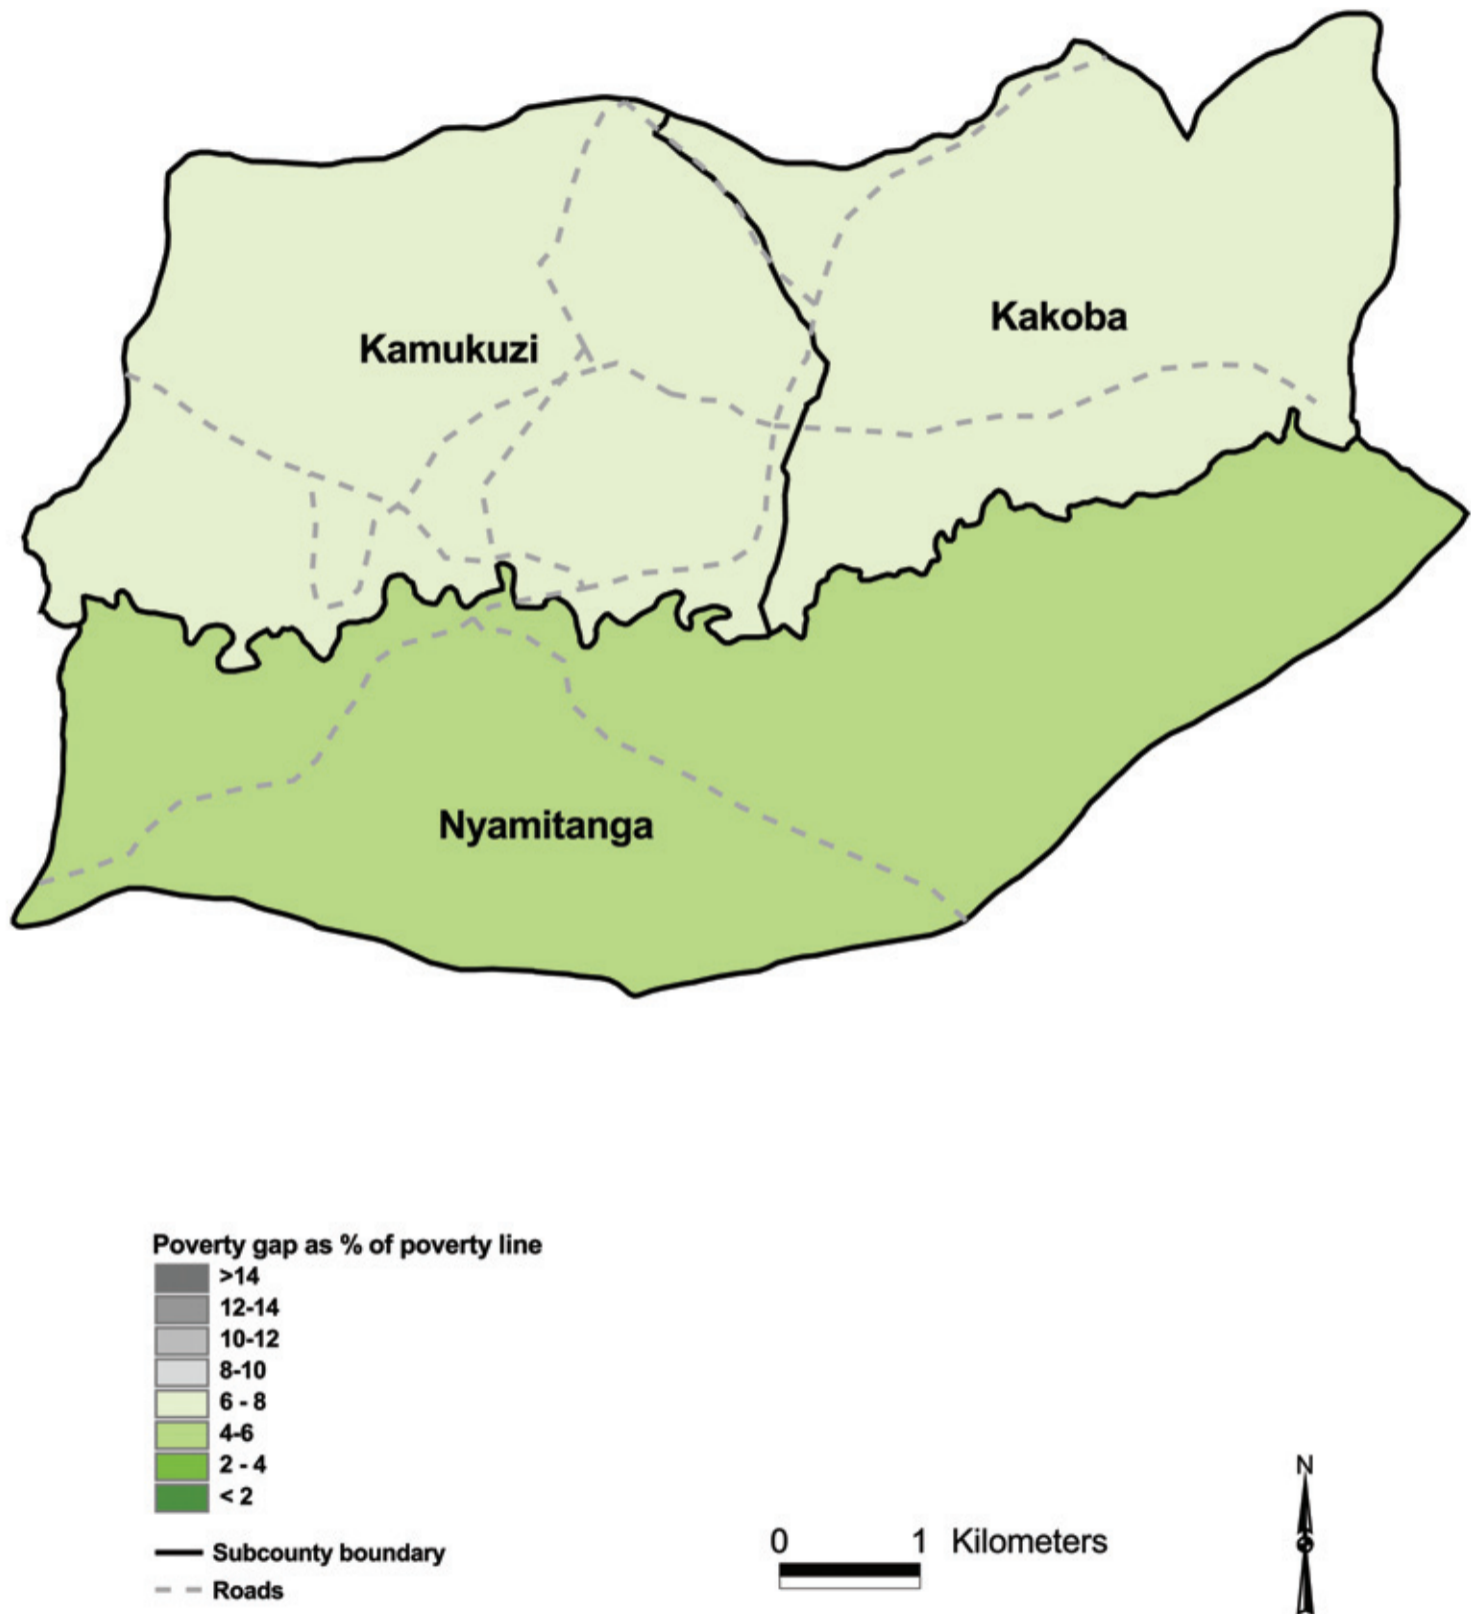 Kakoba
Kamukuzi
Nyamitanga
Poverty gap as % of poverty line
>14
12-14
10-12
8-10
6 - 8
4-6
2 - 4
< 2
Subcounty boundary
Roads
0 1 Kilometers
N